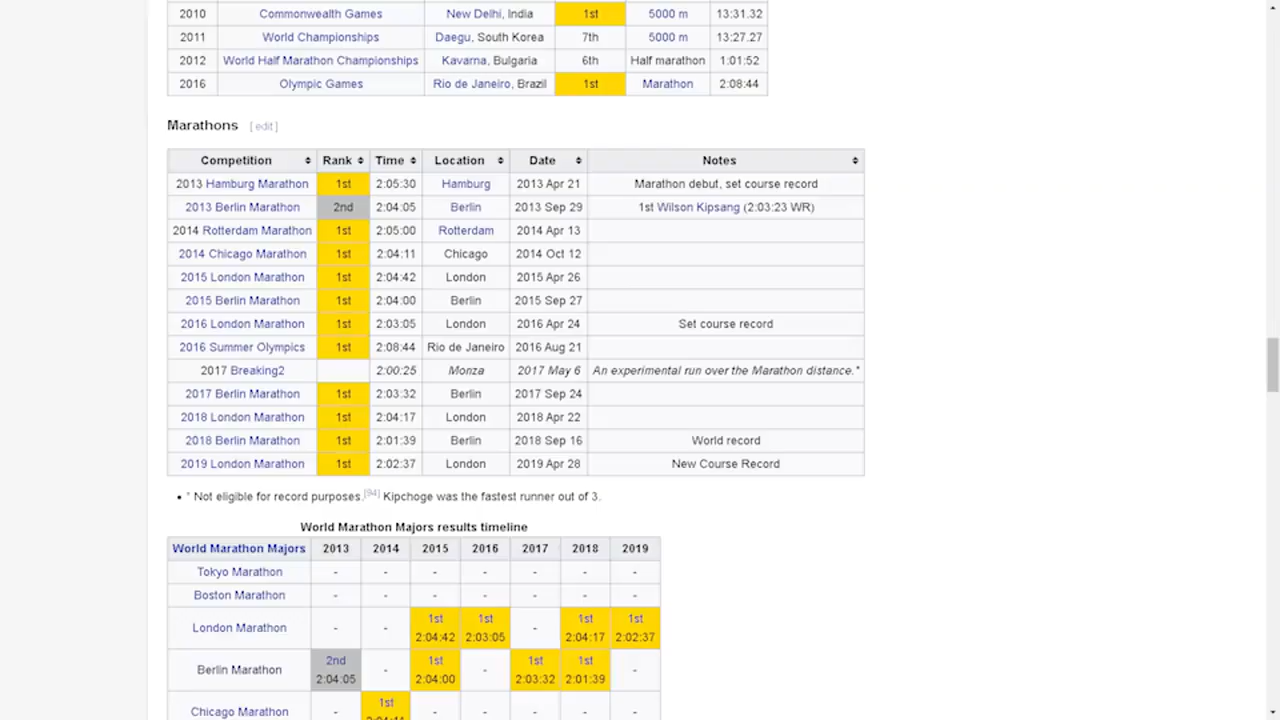 2010 Commonwealth Games New Delhi, India 1st 5000 m 13:31.32
2011 World Championships Daegu, South Korea 7th 5000 m 13:27.27
2012 World Half Marathon Championships Kavarna, Bulgaria 6th Half marathon 1:01:52
2016 Olympic Games Rio de Janeiro, Brazil 1st Marathon 2:08:44
Marathons [ edit ]
Competition Rank Time Location Date Notes
2013 Hamburg Marathon 1st 2:05:30 Hamburg 2013 Apr 21 Marathon debut, set course record
2013 Berlin Marathon 2nd 2:04:05 Berlin 2013 Sep 29 1st Wilson Kipsang (2:03:23 WR)
2014 Rotterdam Marathon 1st 2:05:00 Rotterdam 2014 Apr 13
2014 Chicago Marathon 1st 2:04:11 Chicago 2014 Oct 12
2015 London Marathon 1st 2:04:42 London 2015 Apr 26
2015 Berlin Marathon 1st 2:04:00 Berlin 2015 Sep 27
2016 London Marathon 1st 2:03:05 London 2016 Apr 24 Set course record
2016 Summer Olympics 1st 2:08:44 Rio de Janeiro 2016 Aug 21
2017 Breaking2 2:00:25 Monza 2017 May 6 An experimental run over the Marathon distance.*
2017 Berlin Marathon 1st 2:03:32 Berlin 2017 Sep 24
2018 London Marathon 1st 2:04:17 London 2018 Apr 22
2018 Berlin Marathon 1st 2:01:39 Berlin 2018 Sep 16 World record
2019 London Marathon 1st 2:02:37 London 2019 Apr 28 New Course Record
• * Not eligible for record purposes.[94] Kipchoge was the fastest runner out of 3.
World Marathon Majors results timeline
World Marathon Majors 2013 2014 2015 2016 2017 2018 2019
Tokyo Marathon - - - - - - -
Boston Marathon - - - - - - -
London Marathon - - 1st 2:04:42 1st 2:03:05 - 1st 2:04:17 1st 2:02:37
Berlin Marathon 2nd 2:04:05 - 1st 2:04:00 - 1st 2:03:32 1st 2:01:39 -
Chicago Marathon - 1st 2:04:11 - - - - -